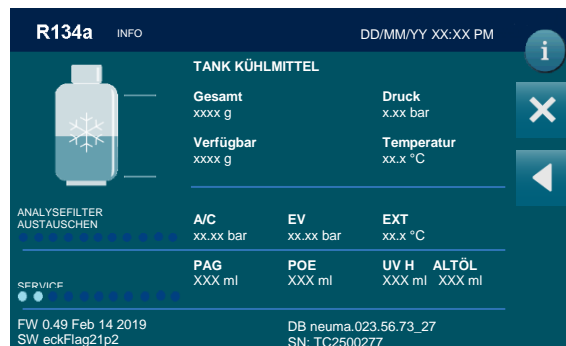 R134a INFO DD/MM/YY XX:XX PM
i
TANK KÜHLMITTEL
Gesamt Druck
xxxx g x.xx bar
Verfügbar Temperatur
xxxx g xx.x °C
ANALYSEFILTER
AUSTAUSCHEN
A/C EV EXT
xx.xx bar xx.xx bar xx.x °C
PAG POE UV H ALTÖL
XXX ml XXX ml XXX ml XXX ml
SERVICE
FW 0.49 Feb 14 2019 DB neuma.023.56.73_27
SW eckFlag21p2 SN: TC2500277